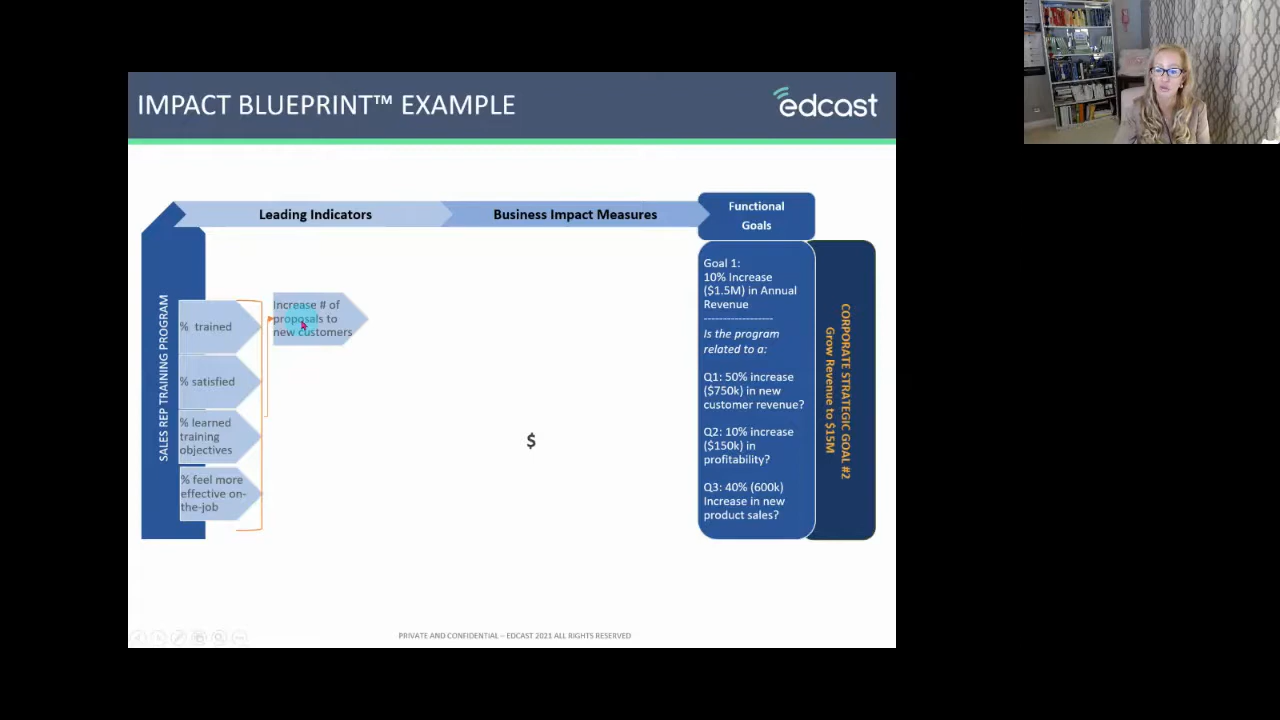 IMPACT BLUEPRINT™ EXAMPLE
edcast
Leading Indicators
Business Impact Measures
Functional
Goals
SALES REP TRAINING PROGRAM
% trained
% satisfied
% learned
training
objectives
% feel more
effective on-
the-job
Increase # of
proposals to
new customers
$
Goal 1:
10% Increase
($1.5M) in Annual
Revenue
-------------------
Is the program
related to a:
Q1: 50% increase
($750k) in new
customer revenue?
Q2: 10% increase
($150k) in
profitability?
Q3: 40% (600k)
Increase in new
product sales?
CORPORATE STRATEGIC GOAL #2
Grow Revenue to $15M
PRIVATE AND CONFIDENTIAL – EDCAST 2021 ALL RIGHTS RESERVED